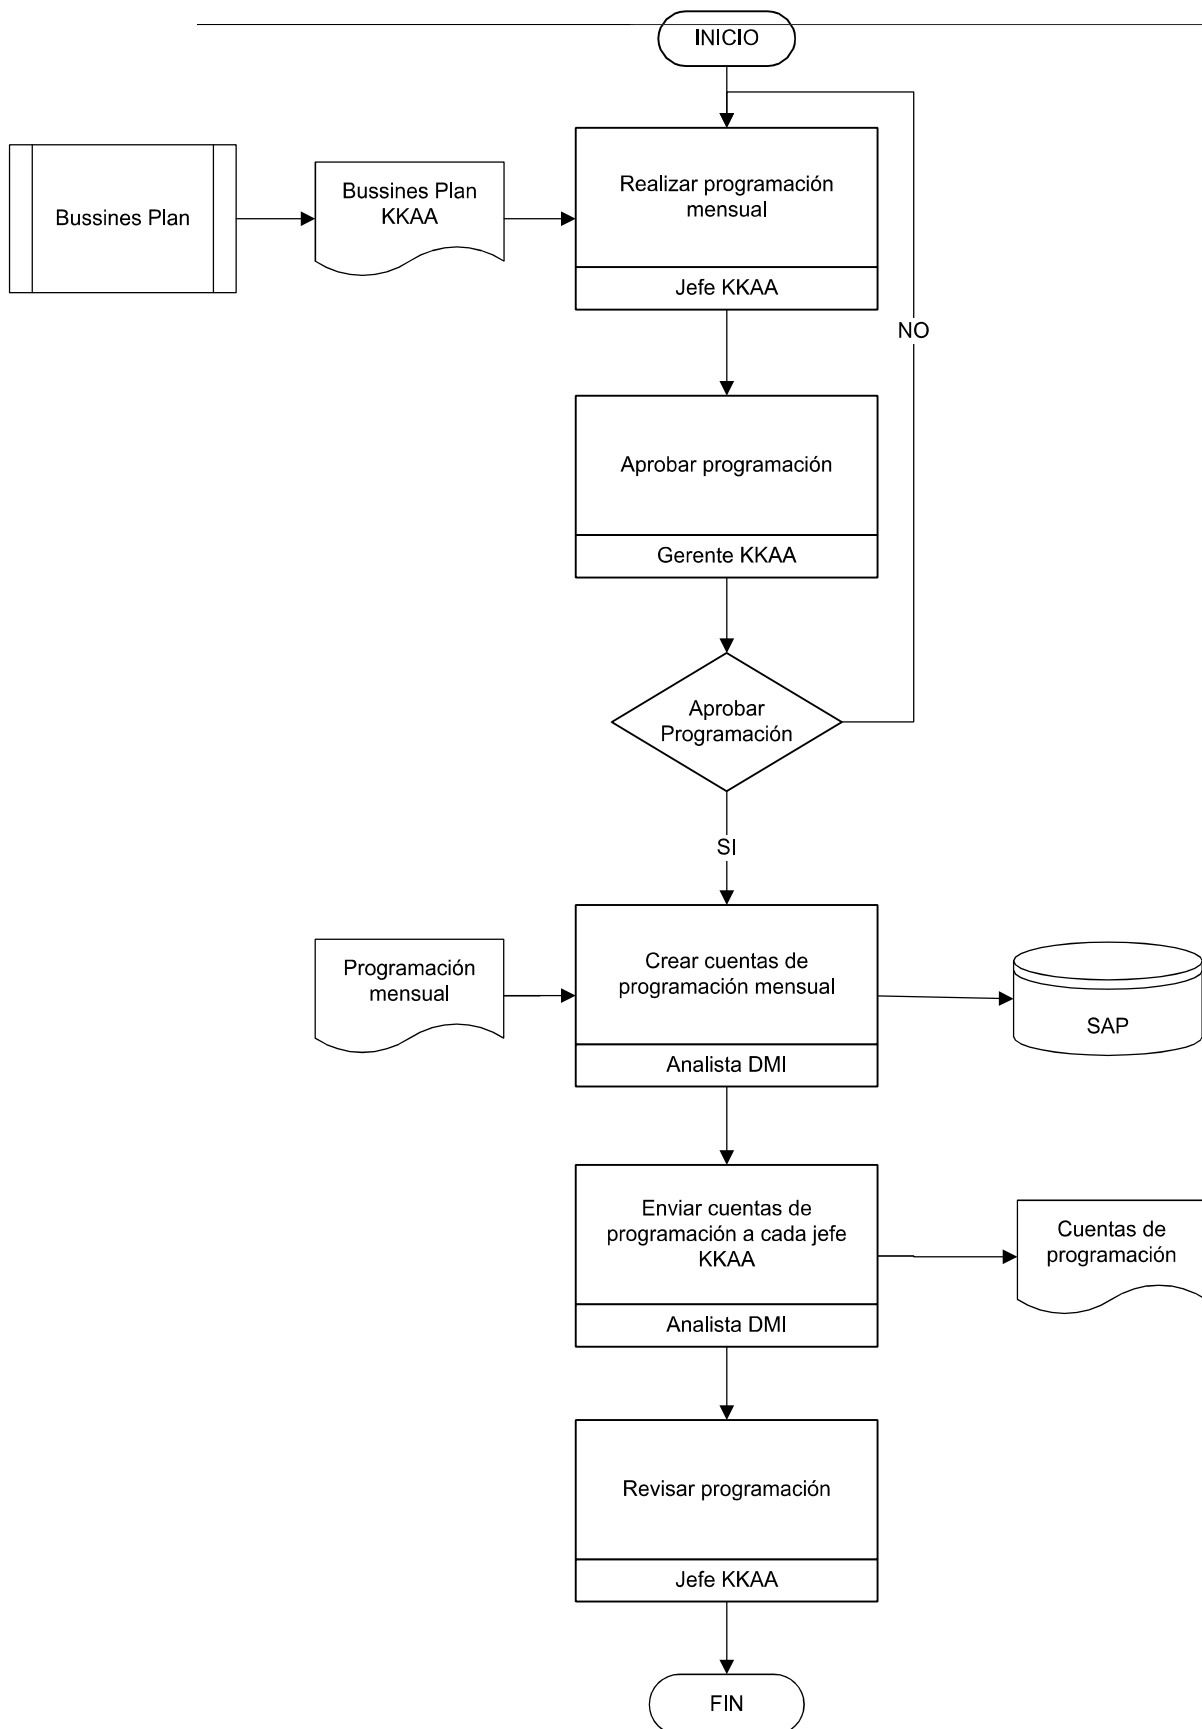 INICIO
Bussines Plan
Bussines Plan
KKAA
Realizar programación
mensual
Jefe KKAA
NO
Aprobar programación
Gerente KKAA
Aprobar
Programación
SI
Programación
mensual
Crear cuentas de
programación mensual
Analista DMI
SAP
Enviar cuentas de
programación a cada jefe
KKAA
Analista DMI
Cuentas de
programación
Revisar programación
Jefe KKAA
FIN